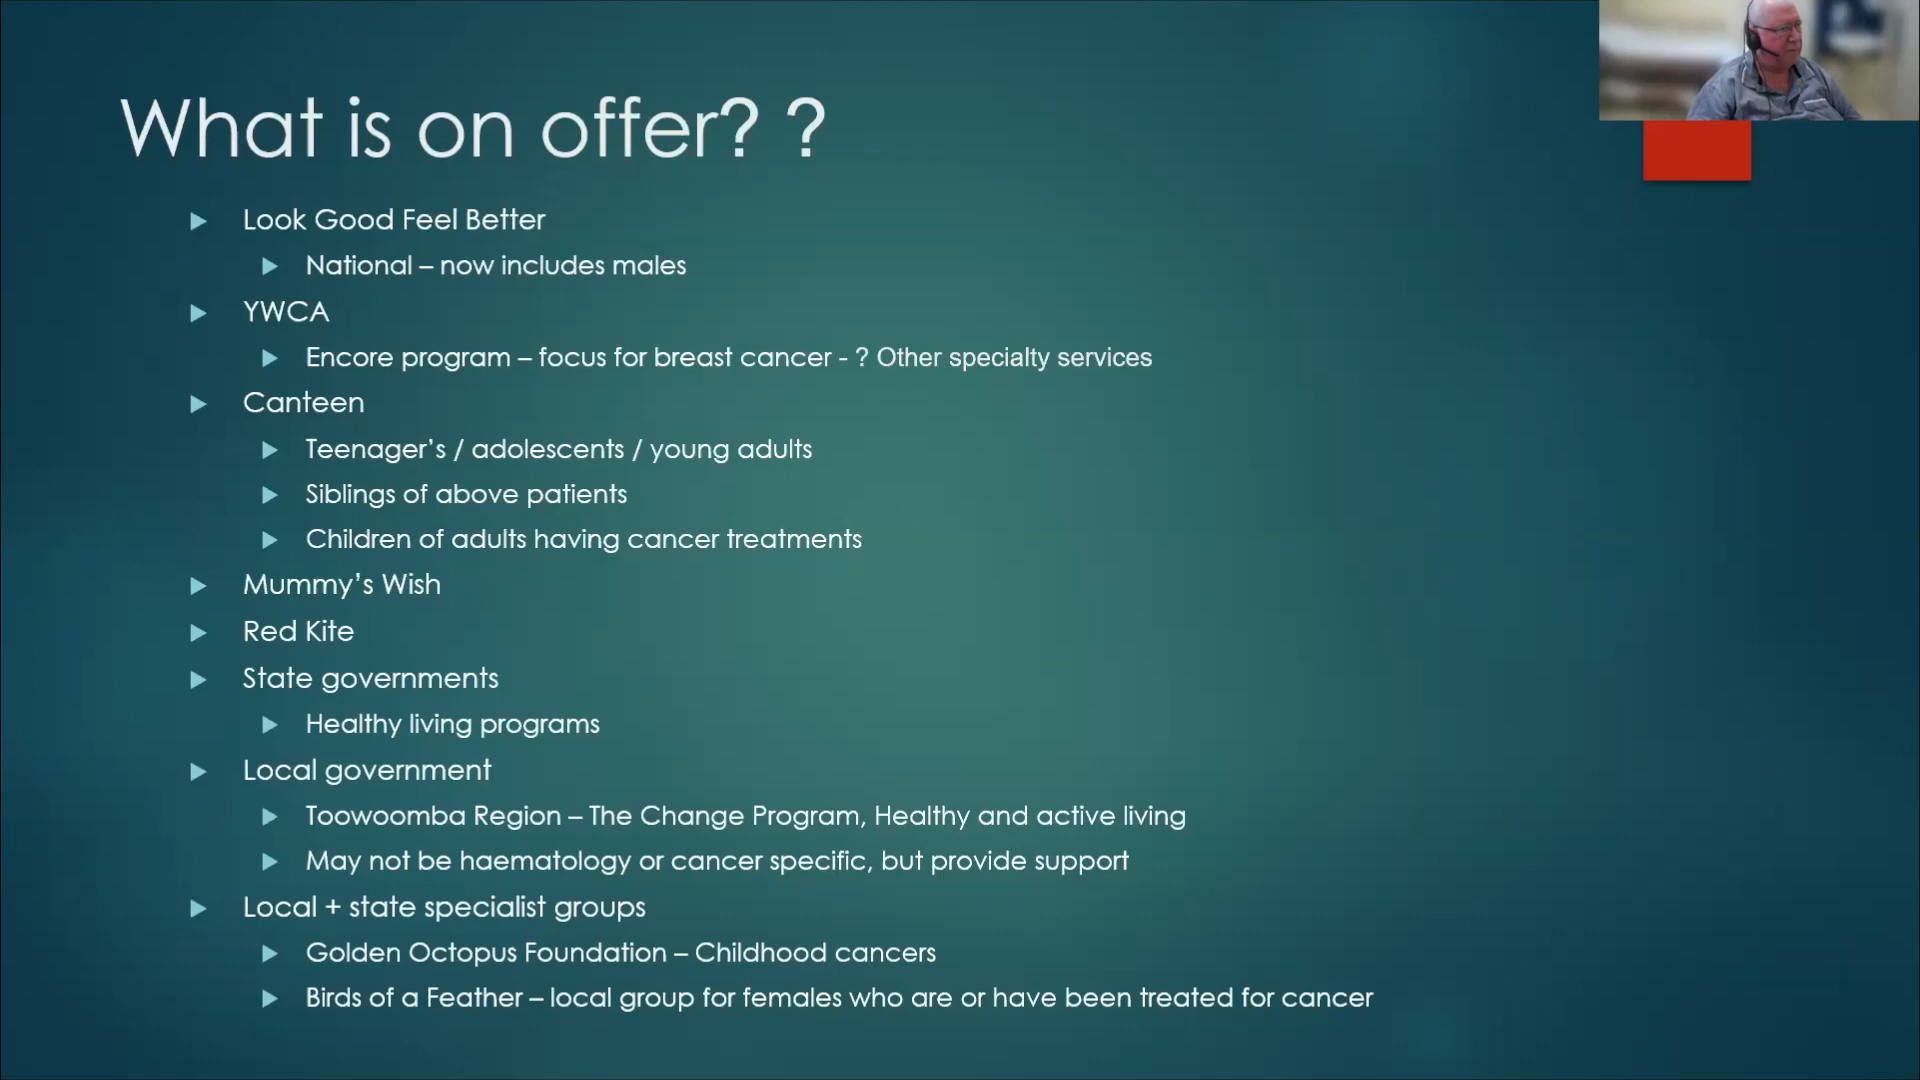 What is on offer? ?
Look Good Feel Better
National – now includes males
YWCA
Encore program – focus for breast cancer - ? Other specialty services
Canteen
Teenager’s / adolescents / young adults
Siblings of above patients
Children of adults having cancer treatments
Mummy’s Wish
Red Kite
State governments
Healthy living programs
Local government
Toowoomba Region – The Change Program, Healthy and active living
May not be haematology or cancer specific, but provide support
Local + state specialist groups
Golden Octopus Foundation – Childhood cancers
Birds of a Feather – local group for females who are or have been treated for cancer